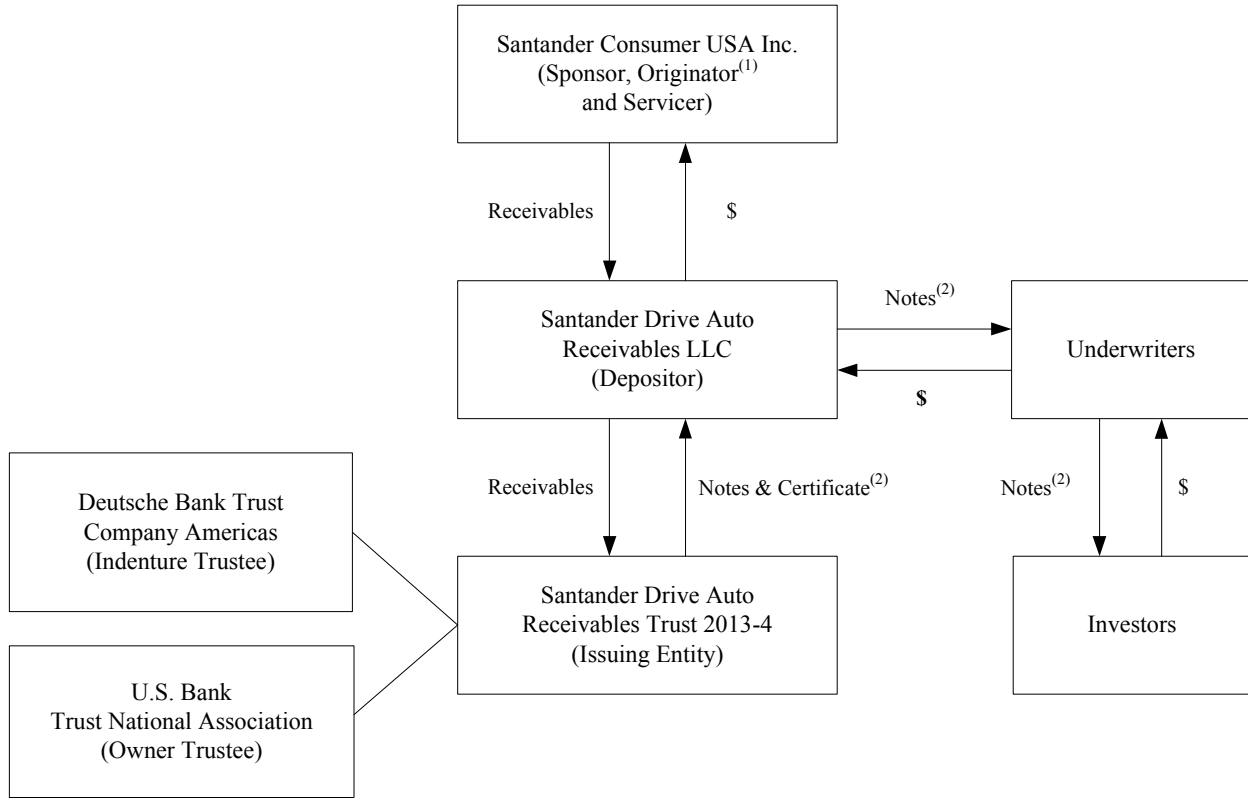 Santander Consumer USA Inc.
(Sponsor, Originator(1)
and Servicer)
Receivables
$
Santander Drive Auto
Receivables LLC
(Depositor)
Notes(2)
$
Underwriters
Receivables
Notes & Certificate(2)
Notes(2)
$
Deutsche Bank Trust
Company Americas
(Indenture Trustee)
Santander Drive Auto
Receivables Trust 2013-4
(Issuing Entity)
Investors
U.S. Bank
Trust National Association
(Owner Trustee)